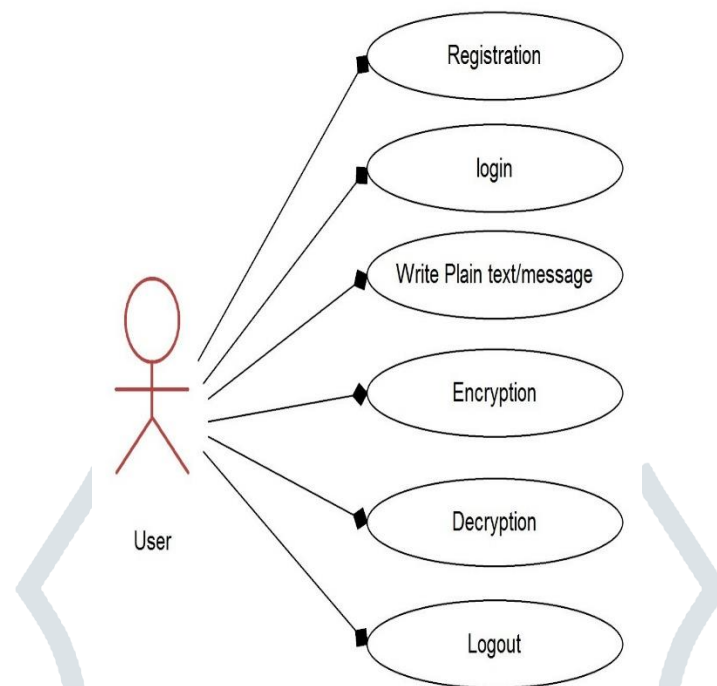 Registration
login
Write Plain text/message
Encryption
Decryption
User
Logout